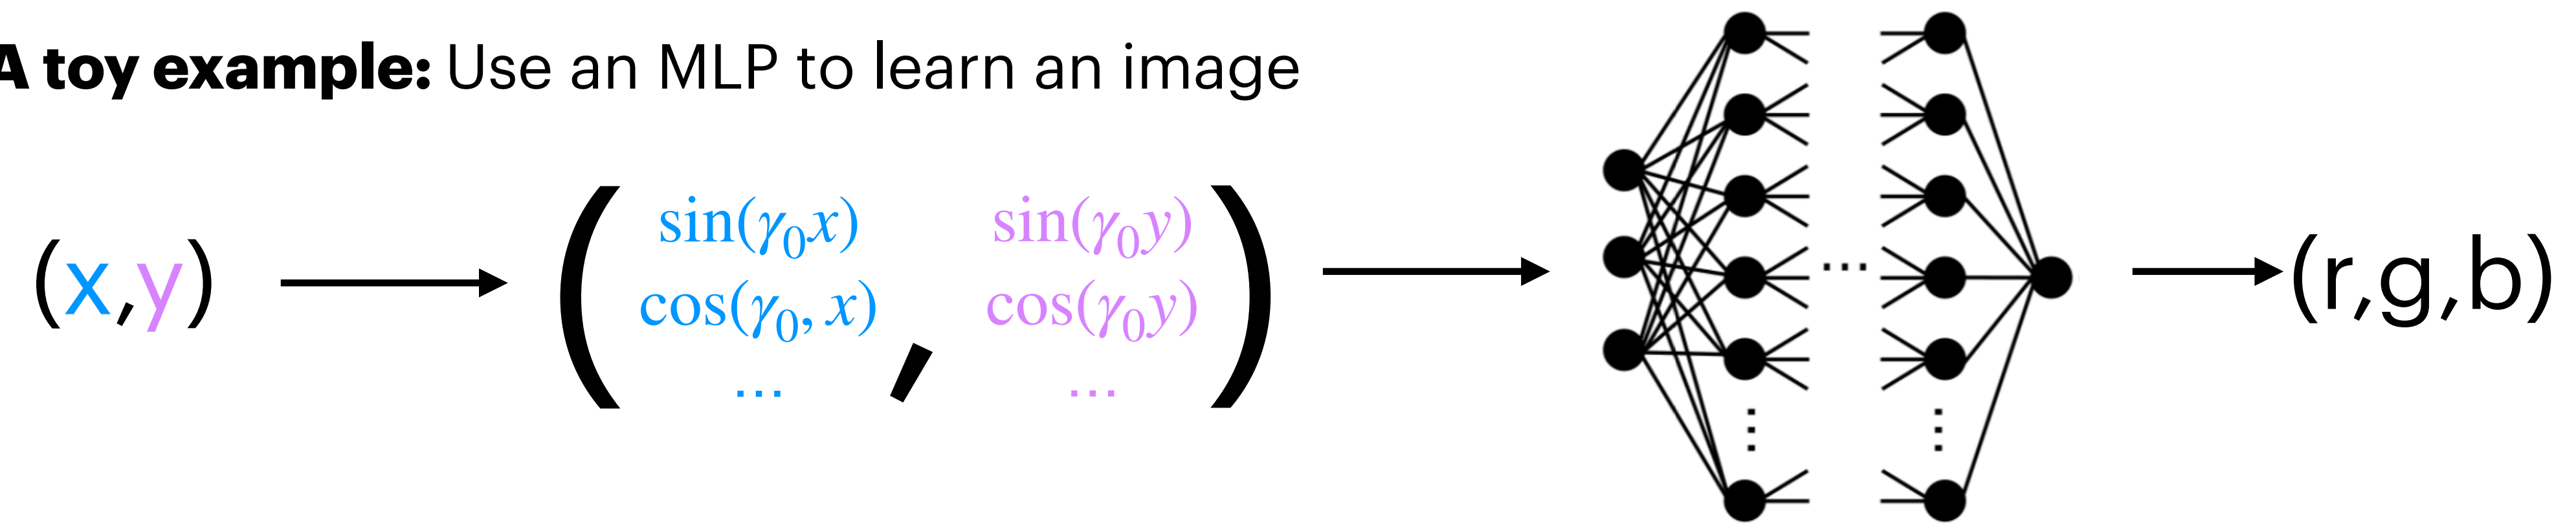 A toy example: Use an MLP to learn an image
(x,y)
( sin(γ₀x) sin(γ₀y)
cos(γ₀, x) , cos(γ₀y) )
... ...
...
(r,g,b)